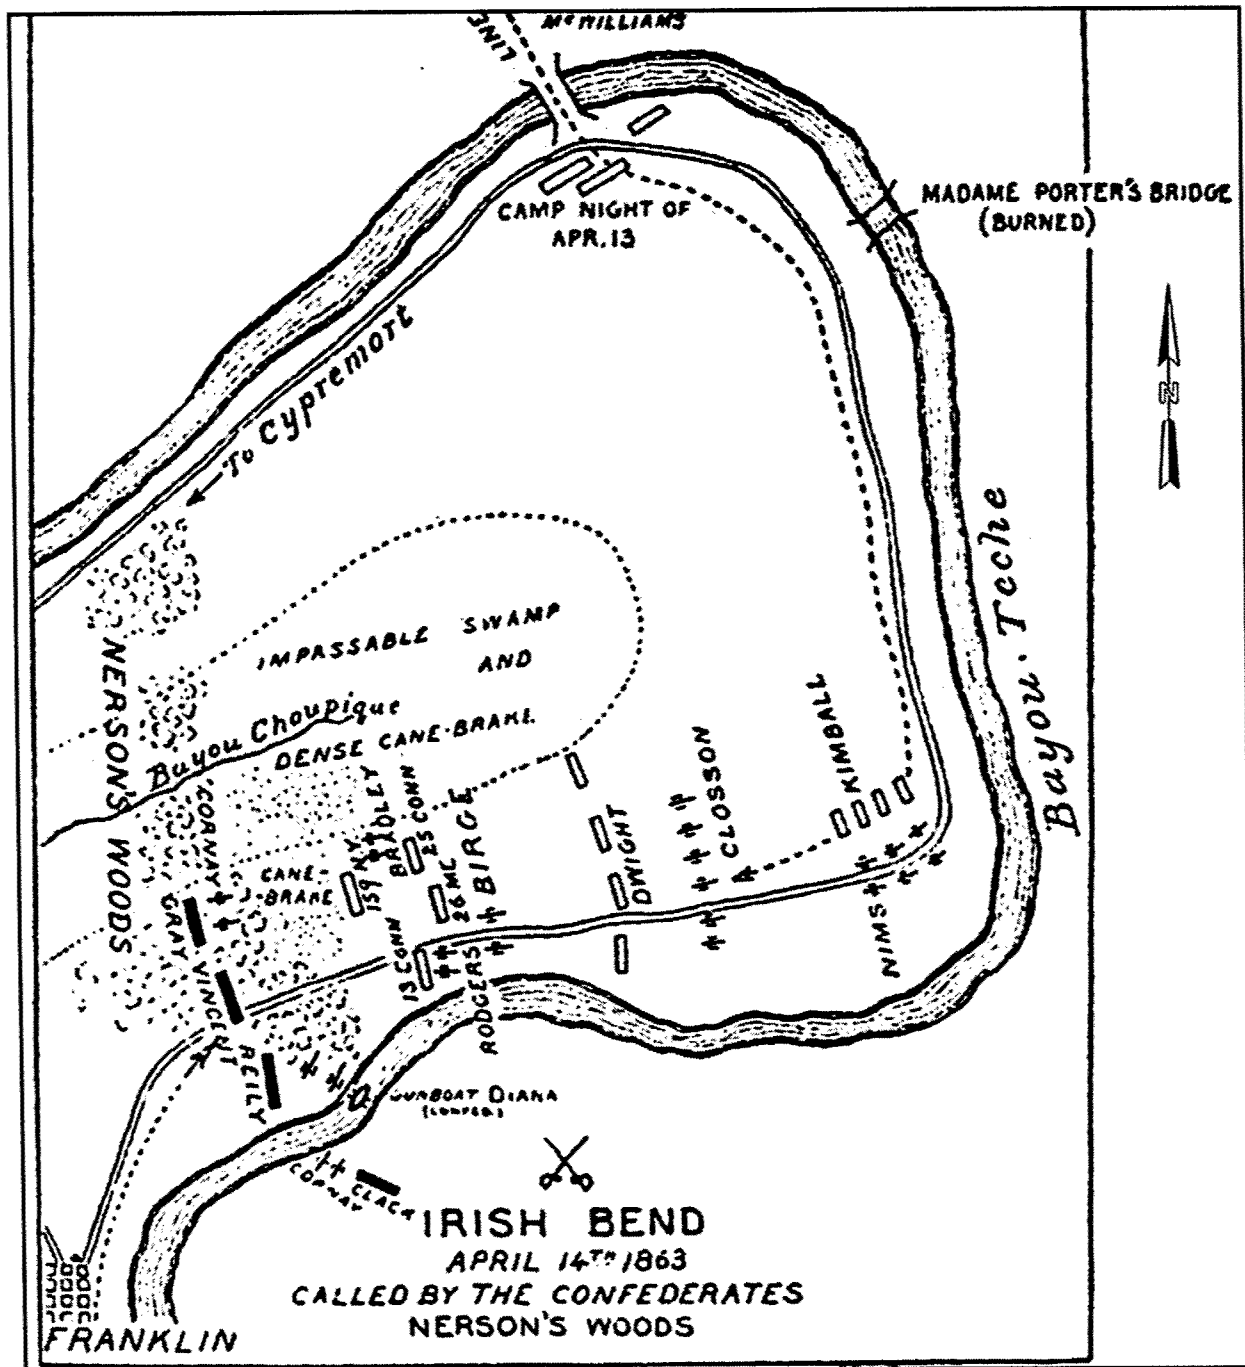 McWILLIAMS
LINE
MADAME PORTER'S BRIDGE
(BURNED)
CAMP NIGHT OF
APR. 13
N
To Cypremort
Bayou. Teche
IMPASSABLE SWAMP
AND
DENSE CANE-BRAKE
Bayou Choupique
NERSON'S WOODS
CORNAY
GRAY
VINCENT
REILY
CANE-
-BRAKE
159 N.Y.
BRADLEY
25 CONN
26 ME
BIRGE
13 CONN
RODGERS
DWIGHT
CLOSSON
KIMBALL
NIMS
GUNBOAT DIANA
(CONFED.)
CORNAY
CLACK
IRISH BEND
APRIL 14TH 1863
CALLED BY THE CONFEDERATES
NERSON'S WOODS
FRANKLIN